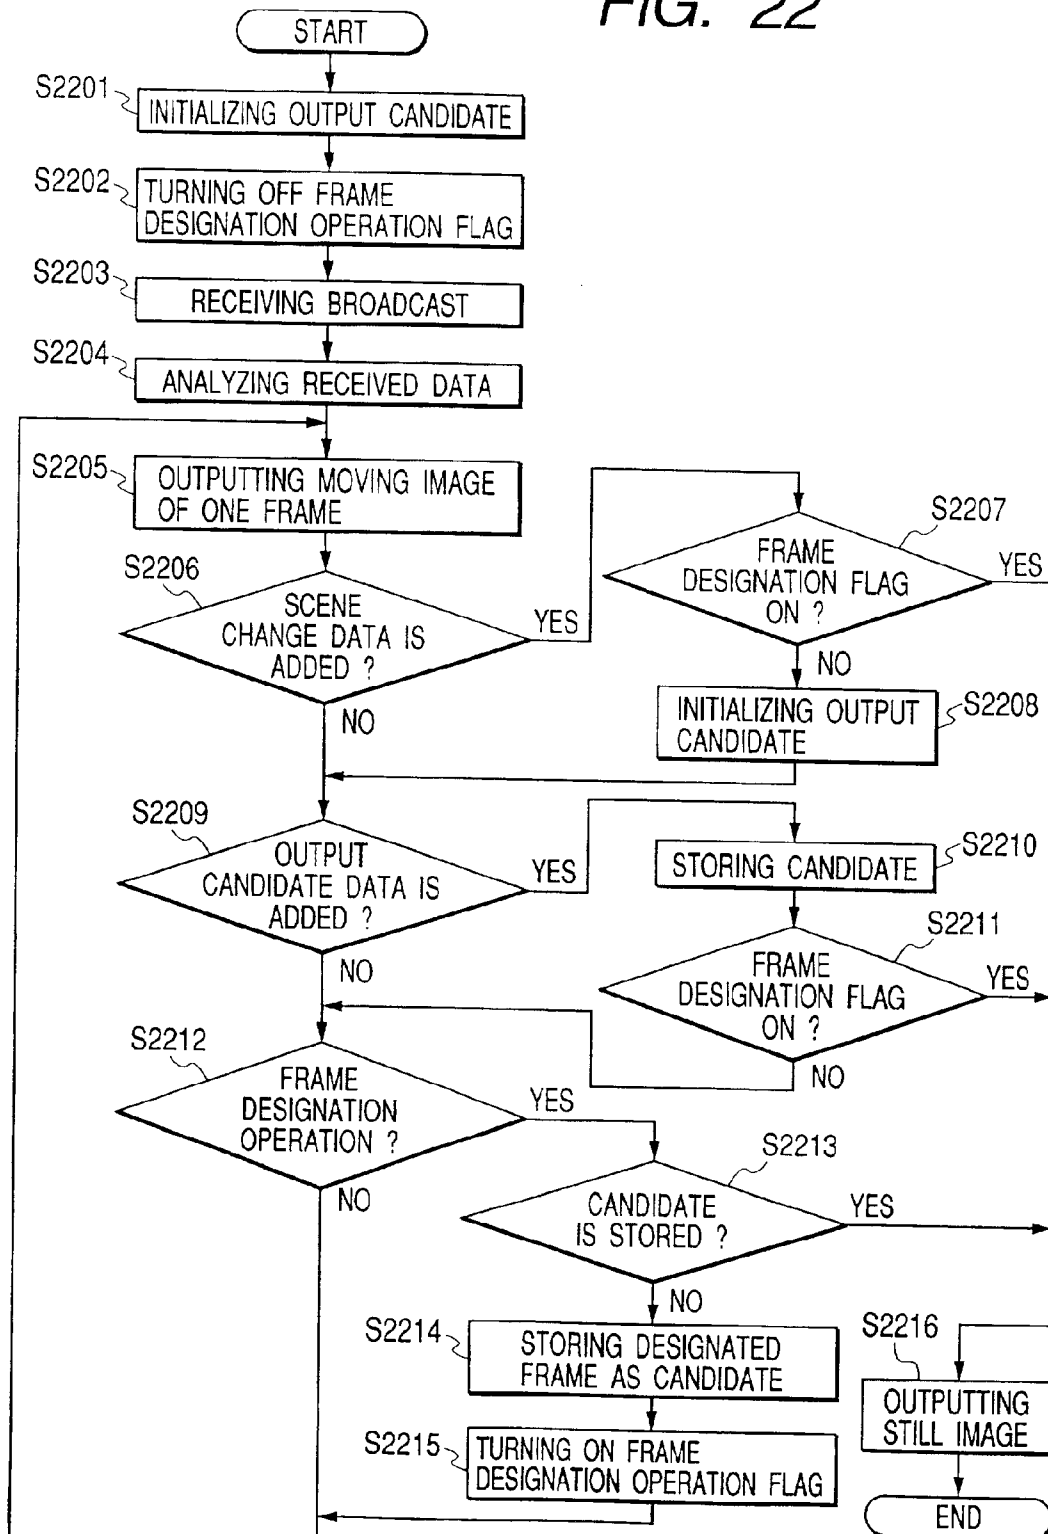 FIG. 22
START
S2201
INITIALIZING OUTPUT CANDIDATE
S2202
TURNING OFF FRAME
DESIGNATION OPERATION FLAG
S2203
RECEIVING BROADCAST
S2204
ANALYZING RECEIVED DATA
S2205
OUTPUTTING MOVING IMAGE
OF ONE FRAME
S2206
SCENE
CHANGE DATA IS
ADDED ?
YES
NO
S2207
FRAME
DESIGNATION FLAG
ON ?
YES
NO
S2208
INITIALIZING OUTPUT
CANDIDATE
S2209
OUTPUT
CANDIDATE DATA IS
ADDED ?
YES
NO
S2210
STORING CANDIDATE
S2211
FRAME
DESIGNATION FLAG
ON ?
YES
NO
S2212
FRAME
DESIGNATION
OPERATION ?
YES
NO
S2213
CANDIDATE
IS STORED ?
YES
NO
S2214
STORING DESIGNATED
FRAME AS CANDIDATE
S2215
TURNING ON FRAME
DESIGNATION OPERATION FLAG
S2216
OUTPUTTING
STILL IMAGE
END